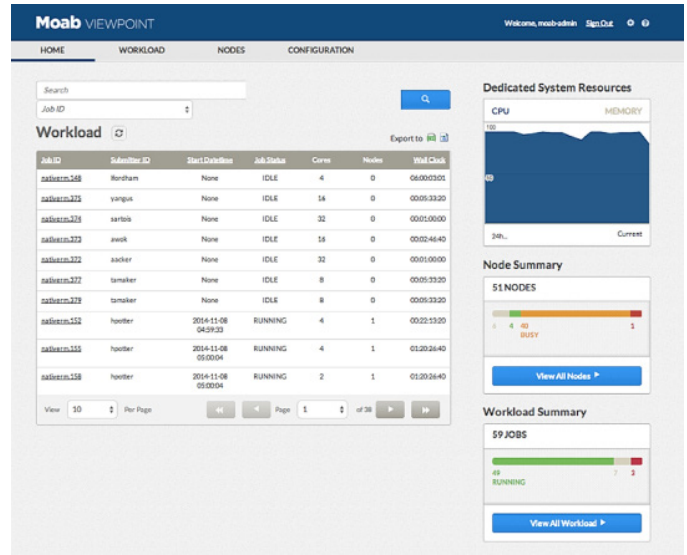 Moab VIEWPOINT
Welcome, moab-admin Sign Out
HOME WORKLOAD NODES CONFIGURATION
Search
Job ID
Workload
Export to
Job ID Submitter ID Start Datetime Job Status Cores Nodes Wall Clock
nativerm.548 lfordham None IDLE 4 0 06:00:03:01
nativerm.375 yangus None IDLE 16 0 00:05:33:20
nativerm.374 sartois None IDLE 32 0 00:01:00:00
nativerm.373 awok None IDLE 16 0 00:02:46:40
nativerm.372 aacker None IDLE 32 0 00:01:00:00
nativerm.377 tamaker None IDLE 8 0 00:05:33:20
nativerm.379 tamaker None IDLE 8 0 00:05:33:20
nativerm.152 hpotter 2014-11-08 04:59:33 RUNNING 4 1 00:22:13:20
nativerm.155 hpotter 2014-11-08 05:00:04 RUNNING 4 1 01:20:26:40
nativerm.158 hpotter 2014-11-08 05:00:04 RUNNING 2 1 01:20:26:40
View 10 Per Page Page 1 of 38
Dedicated System Resources
CPU MEMORY
100
50
24h... Current
Node Summary
51 NODES
4 40 1
BUSY
View All Nodes
Workload Summary
59 JOBS
49 7 3
RUNNING
View All Workload